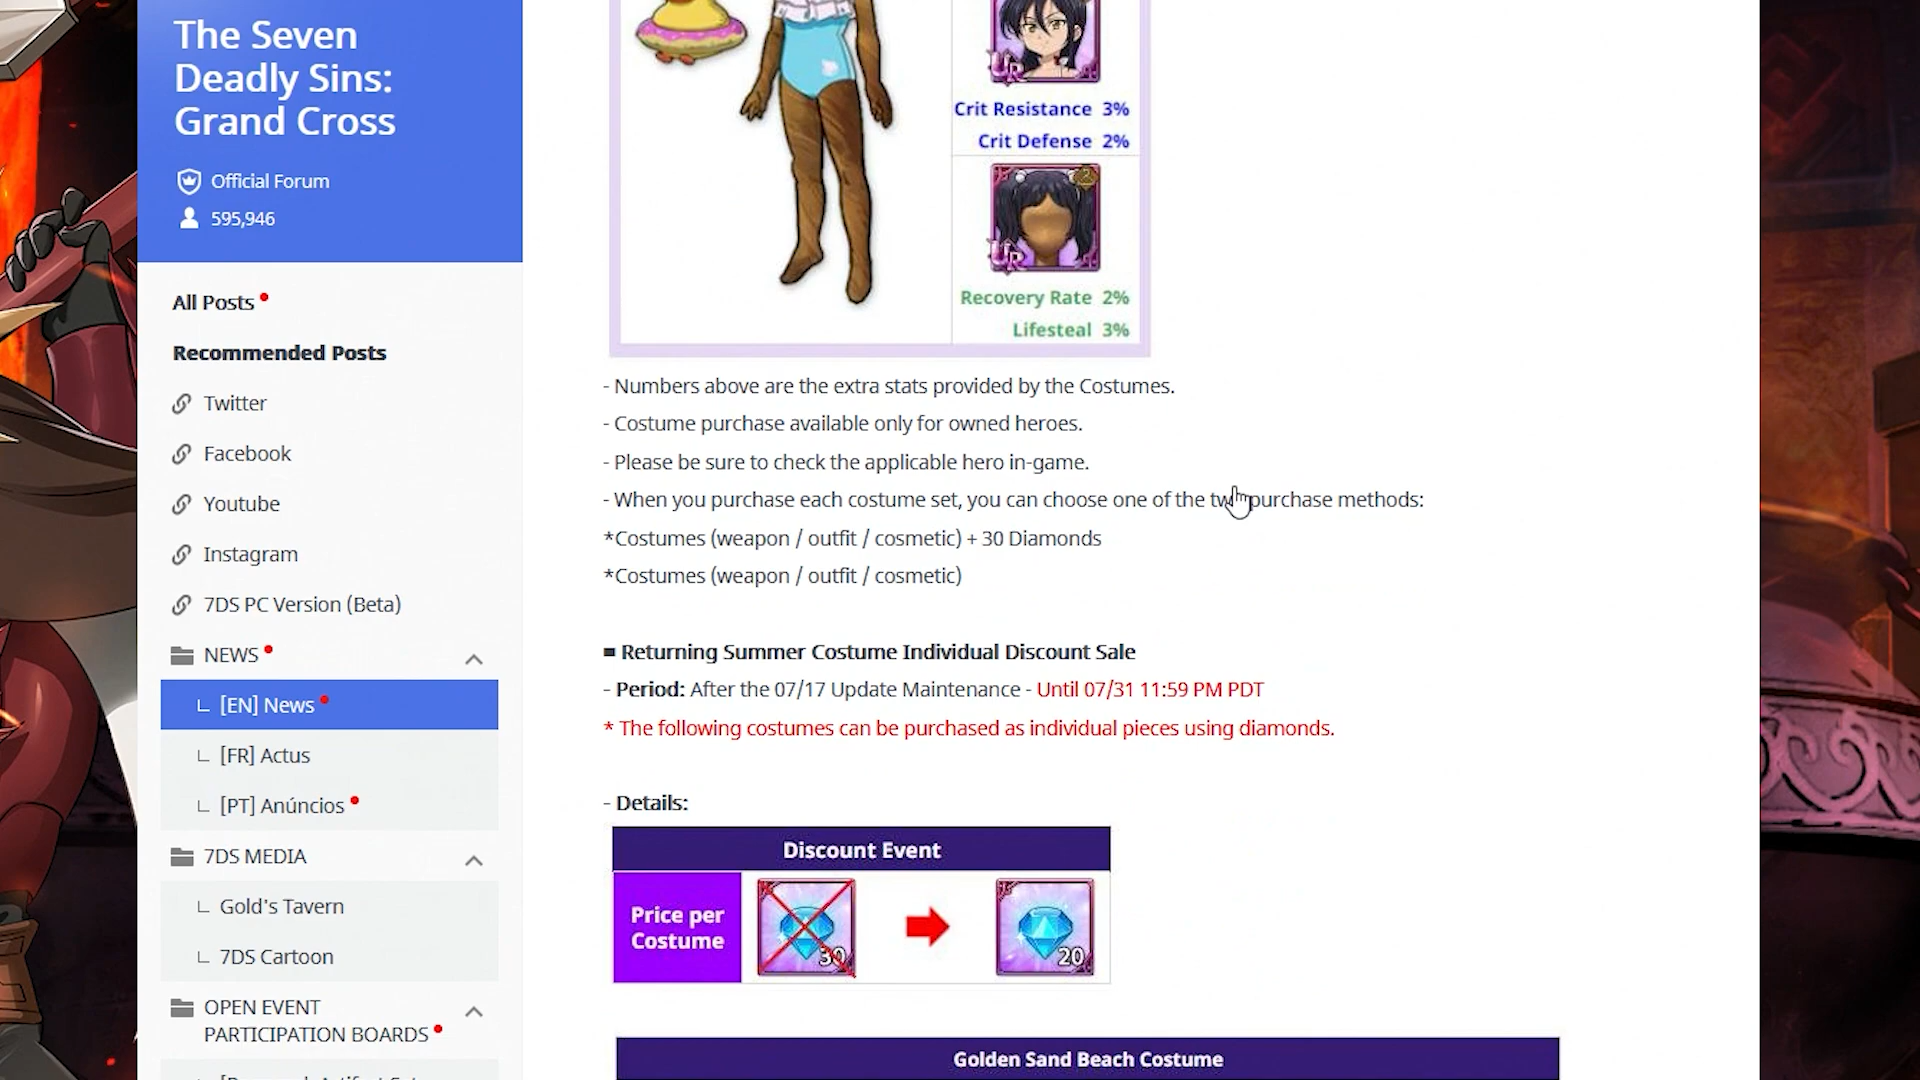 The Seven
Deadly Sins:
Grand Cross
Official Forum
595,946
All Posts
Recommended Posts
Twitter
Facebook
Youtube
Instagram
7DS PC Version (Beta)
NEWS
[EN] News
[FR] Actus
[PT] Anúncios
7DS MEDIA
Gold's Tavern
7DS Cartoon
OPEN EVENT
PARTICIPATION BOARDS
UR
Crit Resistance 3%
Crit Defense 2%
UR
Recovery Rate 2%
Lifesteal 3%
- Numbers above are the extra stats provided by the Costumes.
- Costume purchase available only for owned heroes.
- Please be sure to check the applicable hero in-game.
- When you purchase each costume set, you can choose one of the two purchase methods:
*Costumes (weapon / outfit / cosmetic) + 30 Diamonds
*Costumes (weapon / outfit / cosmetic)
■ Returning Summer Costume Individual Discount Sale
- Period: After the 07/17 Update Maintenance - Until 07/31 11:59 PM PDT
* The following costumes can be purchased as individual pieces using diamonds.
- Details:
Discount Event
Price per
Costume
30
20
Golden Sand Beach Costume